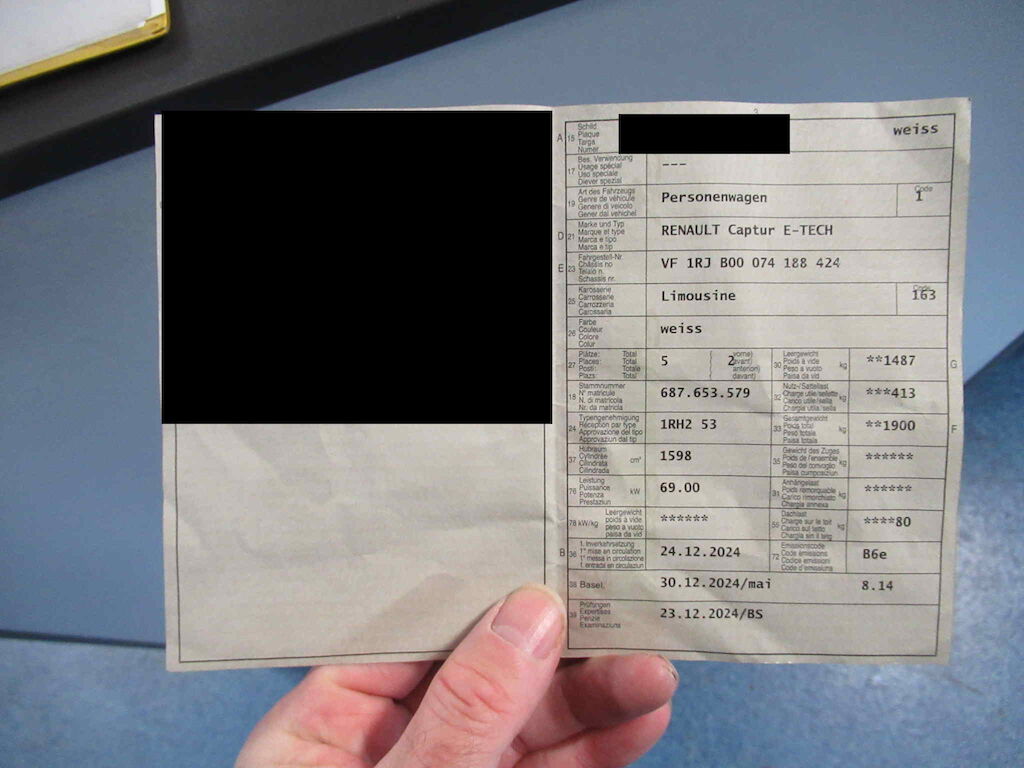 3
A 15 Schild
Plaque
Targa
Numer
weiss
17 Bes. Verwendung
Usage spécial
Uso speciale
Diever spezial
---
19 Art des Fahrzeugs
Genre de véhicule
Genere di veicolo
Gener dal vehichel
Personenwagen
Code
1
D 21 Marke und Typ
Marque et type
Marca e tipo
Marca e tip
RENAULT Captur E-TECH
E 23 Fahrgestell-Nr.
Châssis no
Telaio n.
Schassis nr.
VF 1RJ B00 074 188 424
25 Karosserie
Carrosserie
Carrozzeria
Carossaria
Limousine
Code
163
26 Farbe
Couleur
Colore
Colur
weiss
27 Plätze: Total
Places: Total
Posti: Totale
Plazs: Total
5
2
vorne)
avant)
anteriori)
davant)
30 Leergewicht
Poids à vide
Peso a vuoto
Paisa da vid
kg
**1487
G
18 Stammnummer
N° matricule
N. di matricola
Nr. da matricla
687.653.579
32 Nutz-/Sattellast
Charge utile/sellette
Carico utile/sella
Chargia util/sella
kg
***413
24 Typengenehmigung
Réception par type
Approvazione del tipo
Approvaziun dal tip
1RH2 53
33 Gesamtgewicht
Poids total
Peso totale
Paisa totala
kg
**1900
F
37 Hubraum
Cylindrée
Cilindrata
Cilindrada
cm³
1598
35 Gewicht des Zuges
Poids de l'ensemble
Peso del convoglio
Paisa cumposiziun
kg
******
76 Leistung
Puissance
Potenza
Prestaziun
kW
69.00
31 Anhängelast
Poids remorquable
Carico rimorchiato
Chargia annexa
kg
******
78 kW/kg Leergewicht
poids à vide
peso a vuoto
paisa da vid
******
55 Dachlast
Charge sur le toit
Carico sul tetto
Chargia sin il tetg
kg
****80
B 36 1. Inverkehrsetzung
1re mise en circulation
1a messa in circolazione
1. entrada en circulaziun
24.12.2024
72 Emissionscode
Code émissions
Codice emissioni
Code d'emissiuns
B6e
38 Basel,
30.12.2024/mai
8.14
39 Prüfungen
Expertises
Perizie
Examinaziuns
23.12.2024/BS